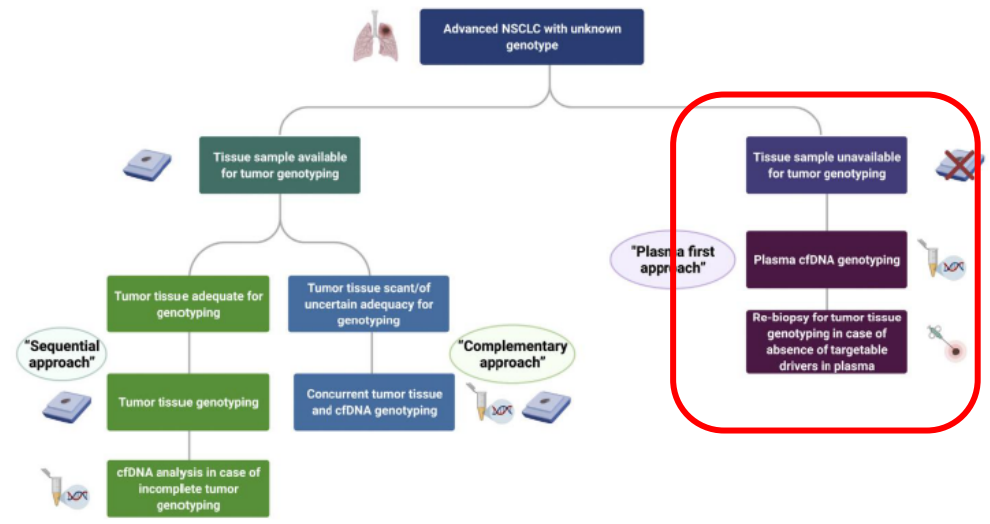 Advanced NSCLC with unknown
genotype
Tissue sample available
for tumor genotyping
Tissue sample unavailable
for tumor genotyping
"Plasma first
approach"
Plasma cfDNA genotyping
Tumor tissue adequate for
genotyping
Tumor tissue scant/of
uncertain adequacy for
genotyping
Re-biopsy for tumor tissue
genotyping in case of
absence of targetable
drivers in plasma
"Sequential
approach"
"Complementary
approach"
Tumor tissue genotyping
Concurrent tumor tissue
and cfDNA genotyping
cfDNA analysis in case of
incomplete tumor
genotyping